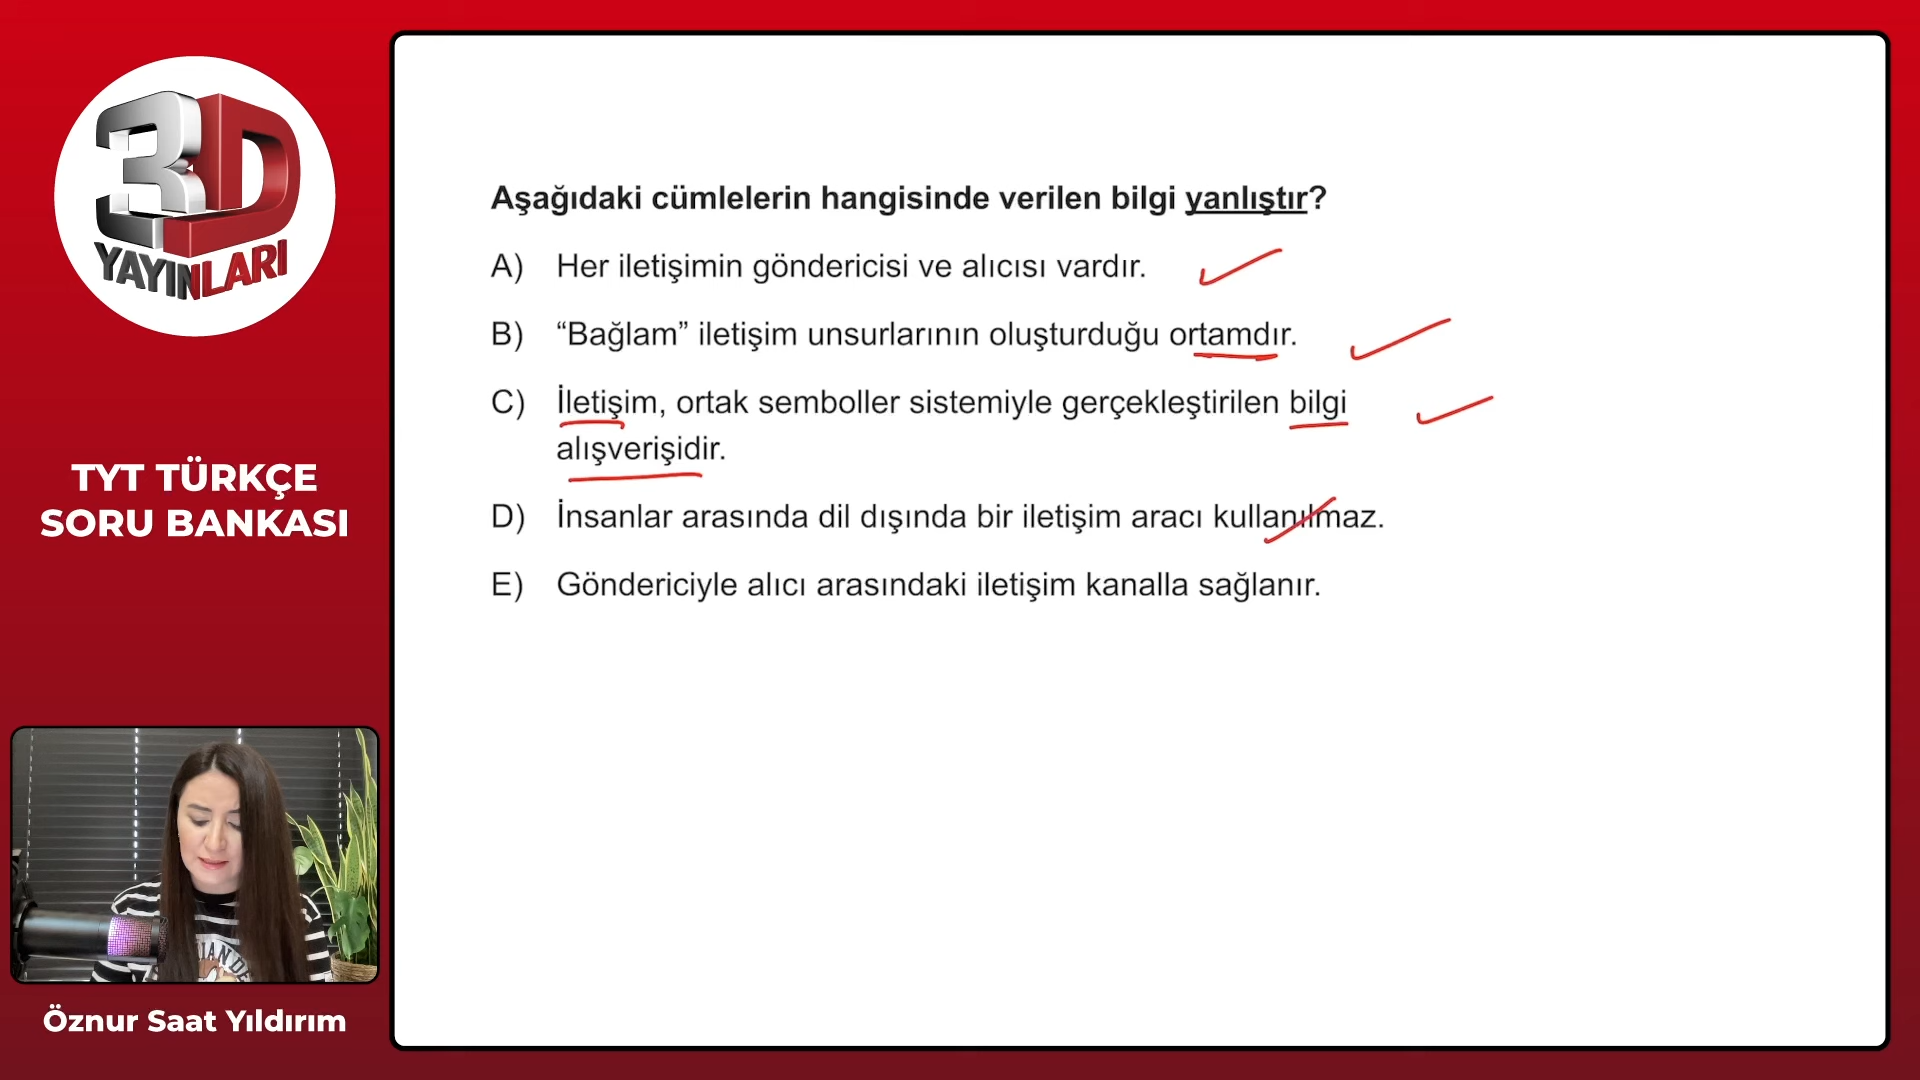 3D
YAYINLARI
TYT TÜRKÇE
SORU BANKASI
Öznur Saat Yıldırım
Aşağıdaki cümlelerin hangisinde verilen bilgi yanlıştır?
A) Her iletişimin göndericisi ve alıcısı vardır.
B) “Bağlam” iletişim unsurlarının oluşturduğu ortamdır.
C) İletişim, ortak semboller sistemiyle gerçekleştirilen bilgi
alışverişidir.
D) İnsanlar arasında dil dışında bir iletişim aracı kullanılmaz.
E) Göndericiyle alıcı arasındaki iletişim kanalla sağlanır.